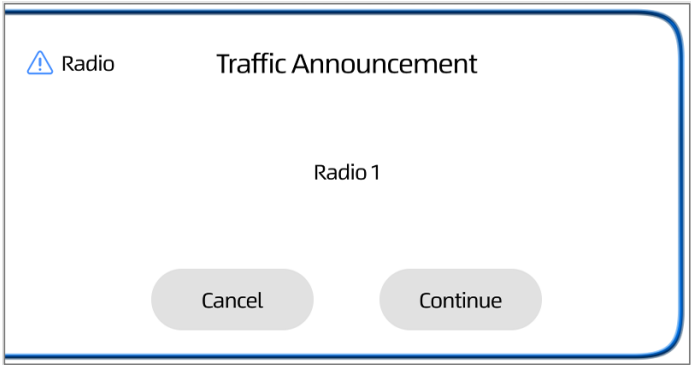 Radio
Traffic Announcement
Radio 1
Cancel
Continue